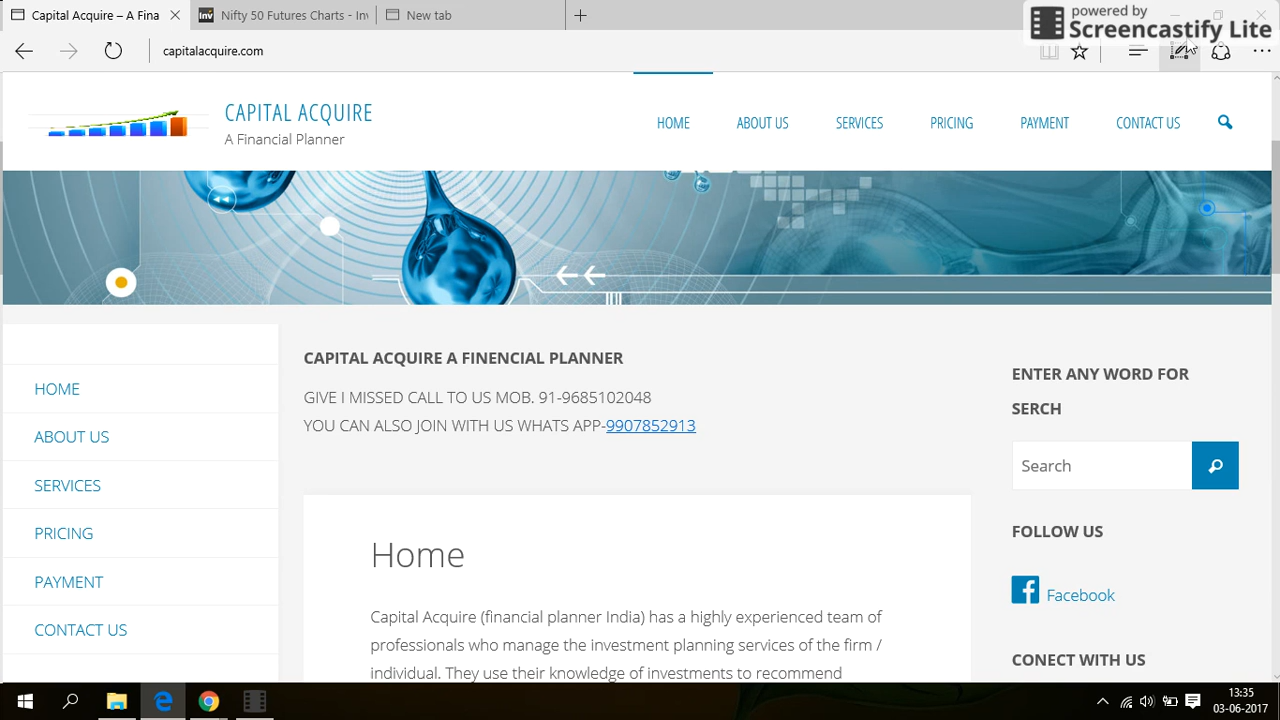 Capital Acquire – A Fina
Nifty 50 Futures Charts - Inv
New tab
powered by
Screencastify Lite
capitalacquire.com
CAPITAL ACQUIRE
A Financial Planner
HOME
ABOUT US
SERVICES
PRICING
PAYMENT
CONTACT US
CAPITAL ACQUIRE A FINENCIAL PLANNER
GIVE I MISSED CALL TO US MOB. 91-9685102048
YOU CAN ALSO JOIN WITH US WHATS APP-9907852913
HOME
ABOUT US
SERVICES
PRICING
PAYMENT
CONTACT US
Home
Capital Acquire (financial planner India) has a highly experienced team of
professionals who manage the investment planning services of the firm /
individual. They use their knowledge of investments to recommend
ENTER ANY WORD FOR
SERCH
Search
FOLLOW US
Facebook
CONECT WITH US
13:35
03-06-2017